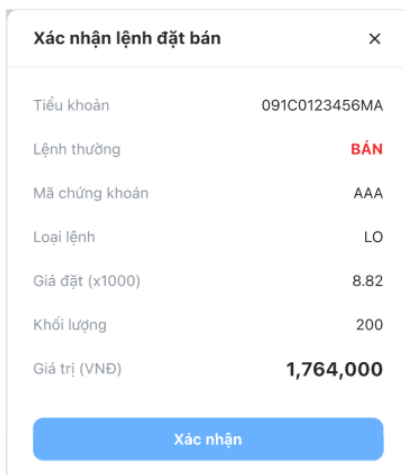 Xác nhận lệnh đặt bán ×
Tiểu khoản 091C0123456MA
Lệnh thường BÁN
Mã chứng khoán AAA
Loại lệnh LO
Giá đặt (x1000) 8.82
Khối lượng 200
Giá trị (VNĐ) 1,764,000
Xác nhận